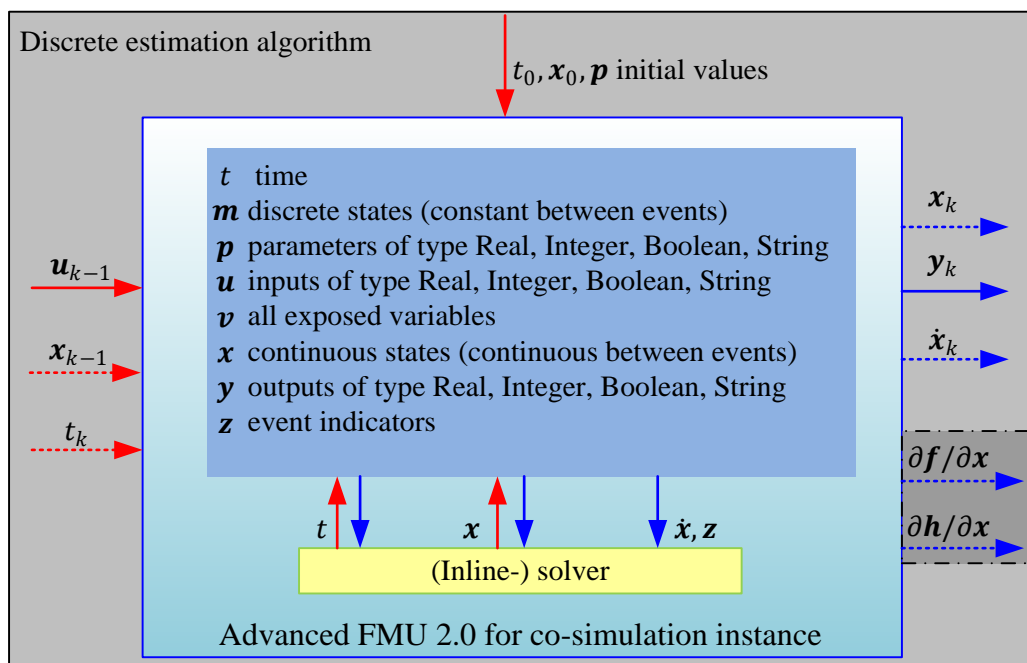 Discrete estimation algorithm
t₀, x₀, p initial values
t time
m discrete states (constant between events)
p parameters of type Real, Integer, Boolean, String
u inputs of type Real, Integer, Boolean, String
v all exposed variables
x continuous states (continuous between events)
y outputs of type Real, Integer, Boolean, String
z event indicators
uₖ₋₁
xₖ₋₁
tₖ
xₖ
yₖ
ẋₖ
∂f/∂x
∂h/∂x
t
x
ẋ, z
(Inline-) solver
Advanced FMU 2.0 for co-simulation instance